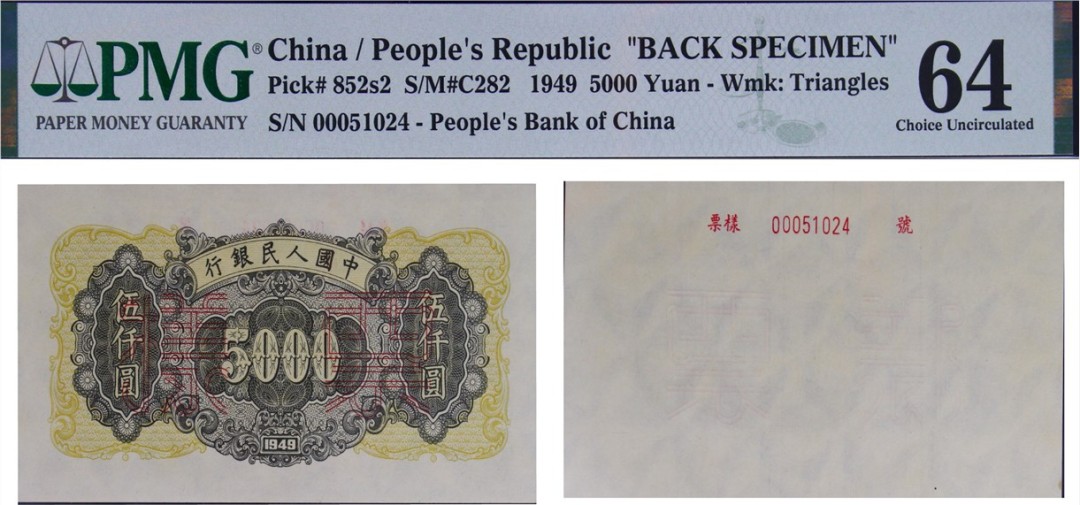 PMG® China / People's Republic "BACK SPECIMEN" 64
Pick# 852s2 S/M#C282 1949 5000 Yuan - Wmk: Triangles
PAPER MONEY GUARANTY S/N 00051024 - People's Bank of China Choice Uncirculated
行銀民人國中
伍仟圓 5000 伍仟圓
1949
票樣 00051024 號